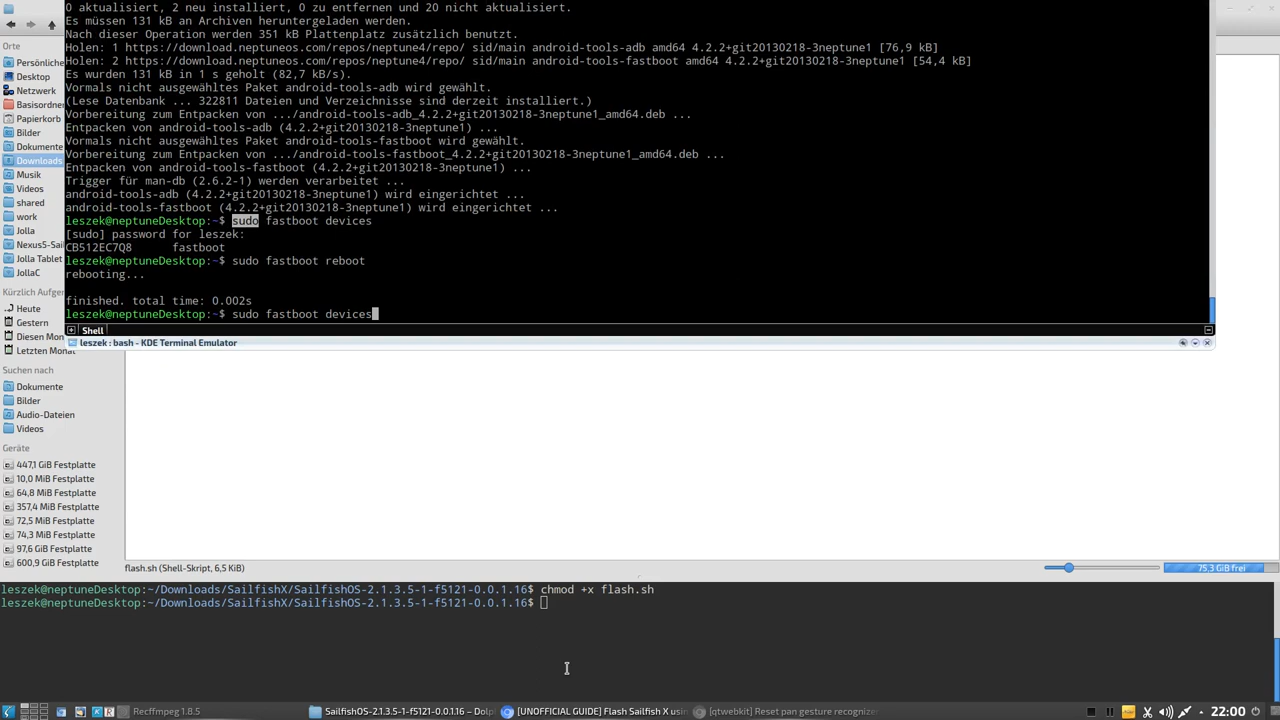 0 aktualisiert, 2 neu installiert, 0 zu entfernen und 20 nicht aktualisiert.
Es müssen 131 kB an Archiven heruntergeladen werden.
Nach dieser Operation werden 351 kB Plattenplatz zusätzlich benutzt.
Holen: 1 https://download.neptuneos.com/repos/neptune4/repo/ sid/main android-tools-adb amd64 4.2.2+git20130218-3neptune1 [76,9 kB]
Holen: 2 https://download.neptuneos.com/repos/neptune4/repo/ sid/main android-tools-fastboot amd64 4.2.2+git20130218-3neptune1 [54,4 kB]
Es wurden 131 kB in 1 s geholt (82,7 kB/s).
Vormals nicht ausgewähltes Paket android-tools-adb wird gewählt.
(Lese Datenbank ... 322811 Dateien und Verzeichnisse sind derzeit installiert.)
Vorbereitung zum Entpacken von .../android-tools-adb_4.2.2+git20130218-3neptune1_amd64.deb ...
Entpacken von android-tools-adb (4.2.2+git20130218-3neptune1) ...
Vormals nicht ausgewähltes Paket android-tools-fastboot wird gewählt.
Vorbereitung zum Entpacken von .../android-tools-fastboot_4.2.2+git20130218-3neptune1_amd64.deb ...
Entpacken von android-tools-fastboot (4.2.2+git20130218-3neptune1) ...
Trigger für man-db (2.6.2-1) werden verarbeitet ...
android-tools-adb (4.2.2+git20130218-3neptune1) wird eingerichtet ...
android-tools-fastboot (4.2.2+git20130218-3neptune1) wird eingerichtet ...
leszek@neptuneDesktop:~$ sudo fastboot devices
[sudo] password for leszek:
CB512EC7Q8 fastboot
leszek@neptuneDesktop:~$ sudo fastboot reboot
rebooting...
finished. total time: 0.002s
leszek@neptuneDesktop:~$ sudo fastboot devices
Shell
leszek : bash - KDE Terminal Emulator
Orte
Persönliche
Desktop
Netzwerk
Basisordner
Papierkorb
Bilder
Dokumente
Downloads
Musik
Videos
shared
work
Jolla
Nexus5-Sai
Jolla Tablet
JollaC
Kürzlich Aufger
Heute
Gestern
Diesen Mon
Letzten Monat
Suchen nach
Dokumente
Bilder
Audio-Dateien
Videos
Geräte
447,1 GiB Festplatte
10,0 MiB Festplatte
64,8 MiB Festplatte
357,4 MiB Festplatte
72,5 MiB Festplatte
74,3 MiB Festplatte
97,6 GiB Festplatte
600,9 GiB Festplatte
flash.sh (Shell-Skript, 6,5 KiB)
75,3 GiB frei
leszek@neptuneDesktop:~/Downloads/SailfishX/SailfishOS-2.1.3.5-1-f5121-0.0.1.16$ chmod +x flash.sh
leszek@neptuneDesktop:~/Downloads/SailfishX/SailfishOS-2.1.3.5-1-f5121-0.0.1.16$
Recffmpeg 1.8.5
SailfishOS-2.1.3.5-1-f5121-0.0.1.16 – Dolp
[UNOFFICIAL GUIDE] Flash Sailfish X usin
[qtwebkit] Reset pan gesture recogniz
22:00